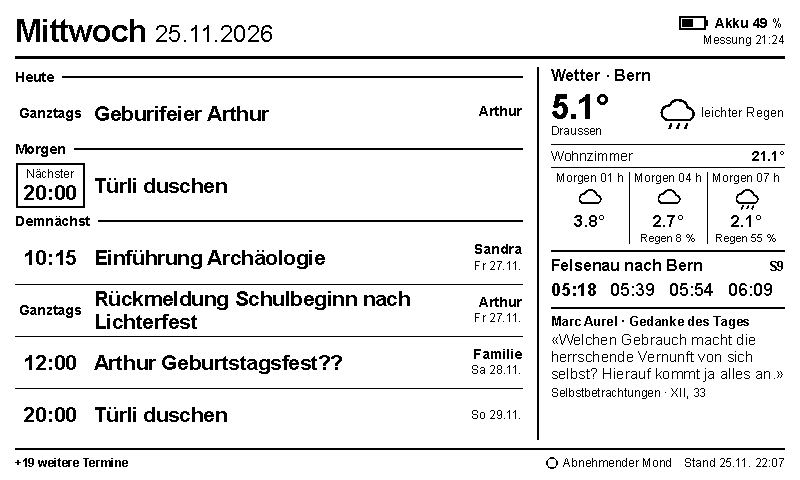 Mittwoch 25.11.2026
Akku 49 %
Messung 21:24
Heute
Ganztags Geburifeier Arthur Arthur
Morgen
Nächster
20:00 Türli duschen
Demnächst
10:15 Einführung Archäologie Sandra
Fr 27.11.
Ganztags Rückmeldung Schulbeginn nach
Lichterfest Arthur
Fr 27.11.
12:00 Arthur Geburtstagsfest?? Familie
Sa 28.11.
20:00 Türli duschen So 29.11.
+19 weitere Termine
Wetter · Bern
5.1° leichter Regen
Draussen
Wohnzimmer 21.1°
Morgen 01 h Morgen 04 h Morgen 07 h
3.8° 2.7° 2.1°
Regen 8 % Regen 55 %
Felsenau nach Bern S9
05:18 05:39 05:54 06:09
Marc Aurel · Gedanke des Tages
«Welchen Gebrauch macht die
herrschende Vernunft von sich
selbst? Hierauf kommt ja alles an.»
Selbstbetrachtungen · XII, 33
Abnehmender Mond Stand 25.11. 22:07